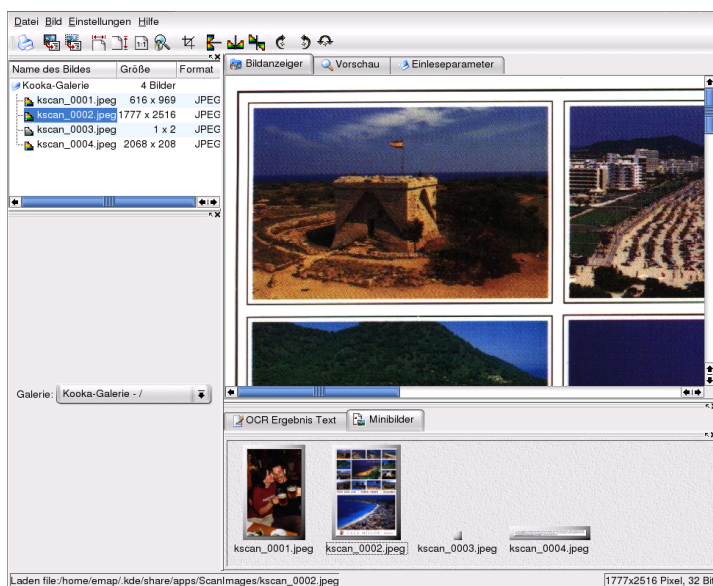 Datei Bild Einstellungen Hilfe
Name des Bildes Größe Format
Kooka-Galerie 4 Bilder
kscan_0001.jpeg 616 x 969 JPEG
kscan_0002.jpeg 1777 x 2516 JPEG
kscan_0003.jpeg 1 x 2 JPEG
kscan_0004.jpeg 2068 x 208 JPEG
Galerie: Kooka-Galerie - /
Bildanzeiger Vorschau Einleseparameter
OCR Ergebnis Text Minibilder
kscan_0001.jpeg kscan_0002.jpeg kscan_0003.jpeg kscan_0004.jpeg
Laden file:/home/emap/.kde/share/apps/ScanImages/kscan_0002.jpeg 1777x2516 Pixel, 32 Bit